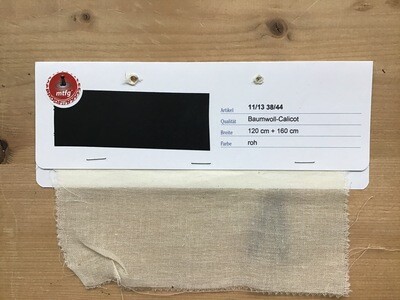 mtfg
Artikel 11/13 38/44
Qualität Baumwoll-Calicot
Breite 120 cm + 160 cm
Farbe roh